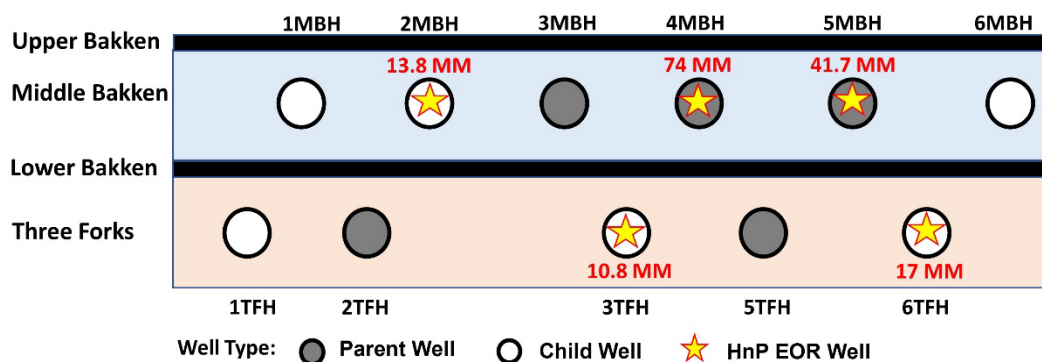 1MBH 2MBH 3MBH 4MBH 5MBH 6MBH
Upper Bakken
13.8 MM 74 MM 41.7 MM
Middle Bakken
Lower Bakken
Three Forks
10.8 MM 17 MM
1TFH 2TFH 3TFH 5TFH 6TFH
Well Type: Parent Well Child Well HnP EOR Well